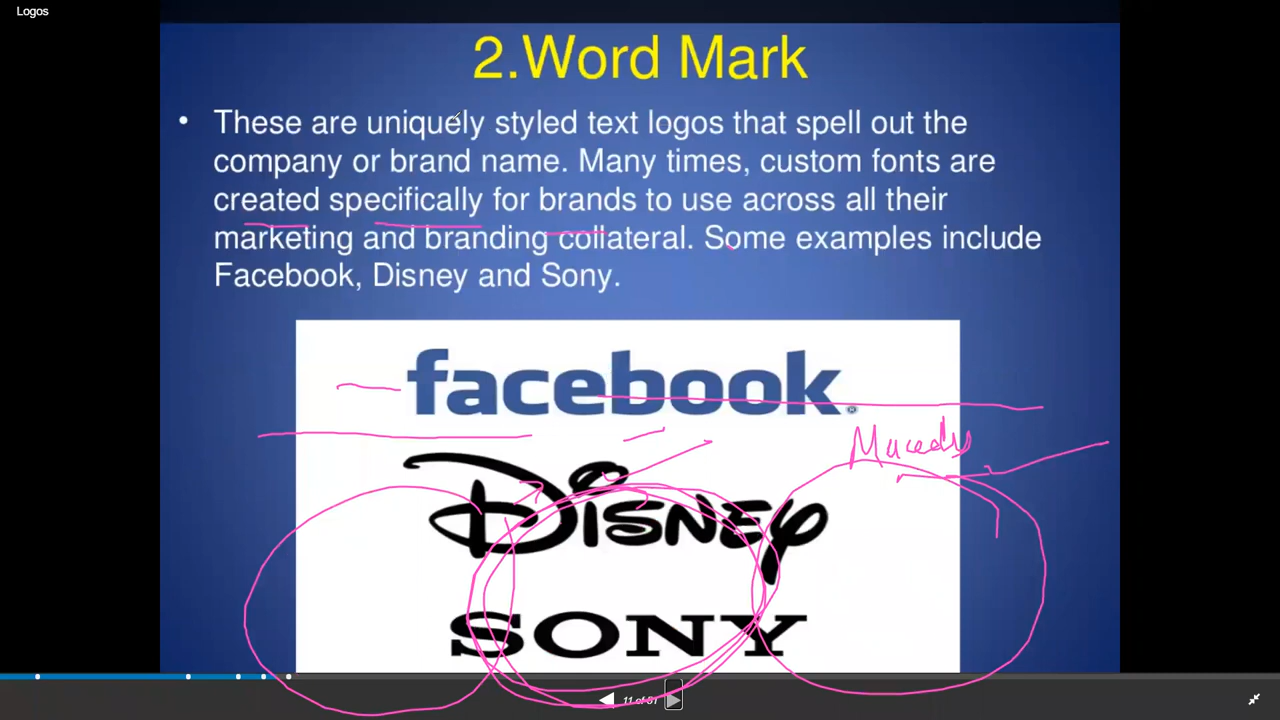 Logos
2.Word Mark
• These are uniquely styled text logos that spell out the
company or brand name. Many times, custom fonts are
created specifically for brands to use across all their
marketing and branding collateral. Some examples include
Facebook, Disney and Sony.
facebook®
Disney
SONY
11 of 81